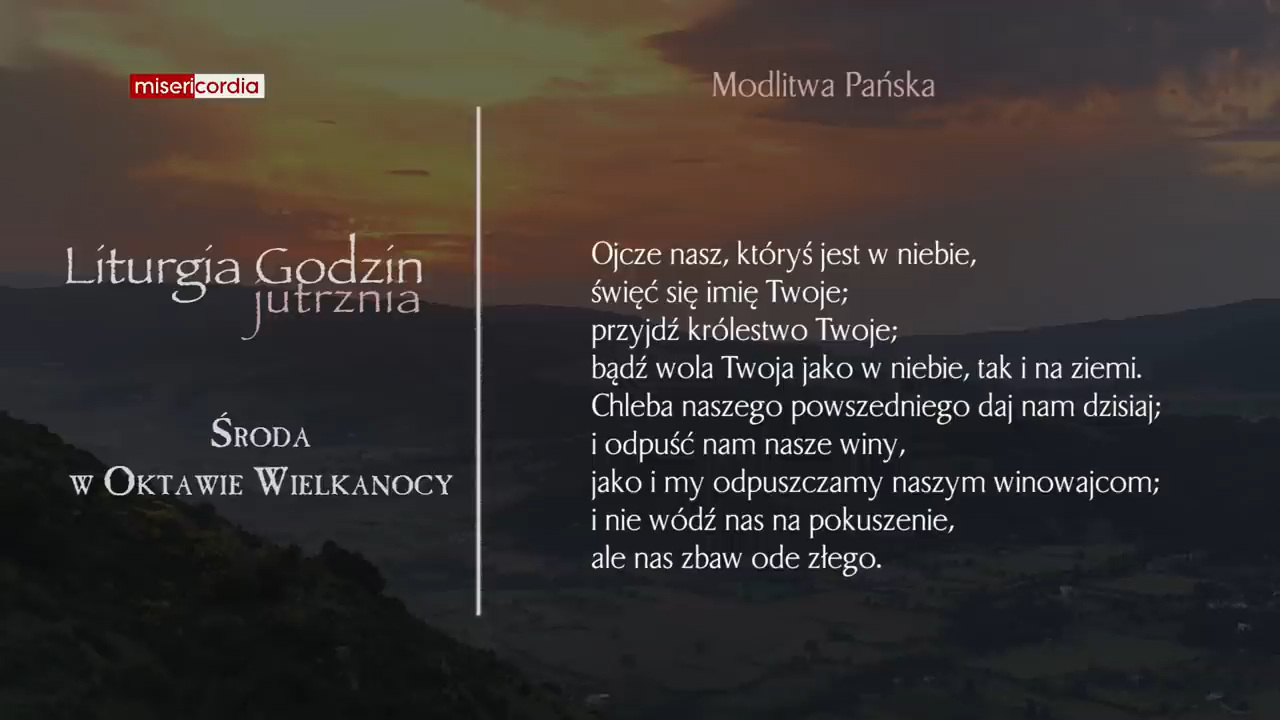 misericordia
Liturgia Godzin
jutrznia
Środa
w Oktawie Wielkanocy
Modlitwa Pańska
Ojcze nasz, któryś jest w niebie,
święć się imię Twoje;
przyjdź królestwo Twoje;
bądź wola Twoja jako w niebie, tak i na ziemi.
Chleba naszego powszedniego daj nam dzisiaj;
i odpuść nam nasze winy,
jako i my odpuszczamy naszym winowajcom;
i nie wódź nas na pokuszenie,
ale nas zbaw ode złego.